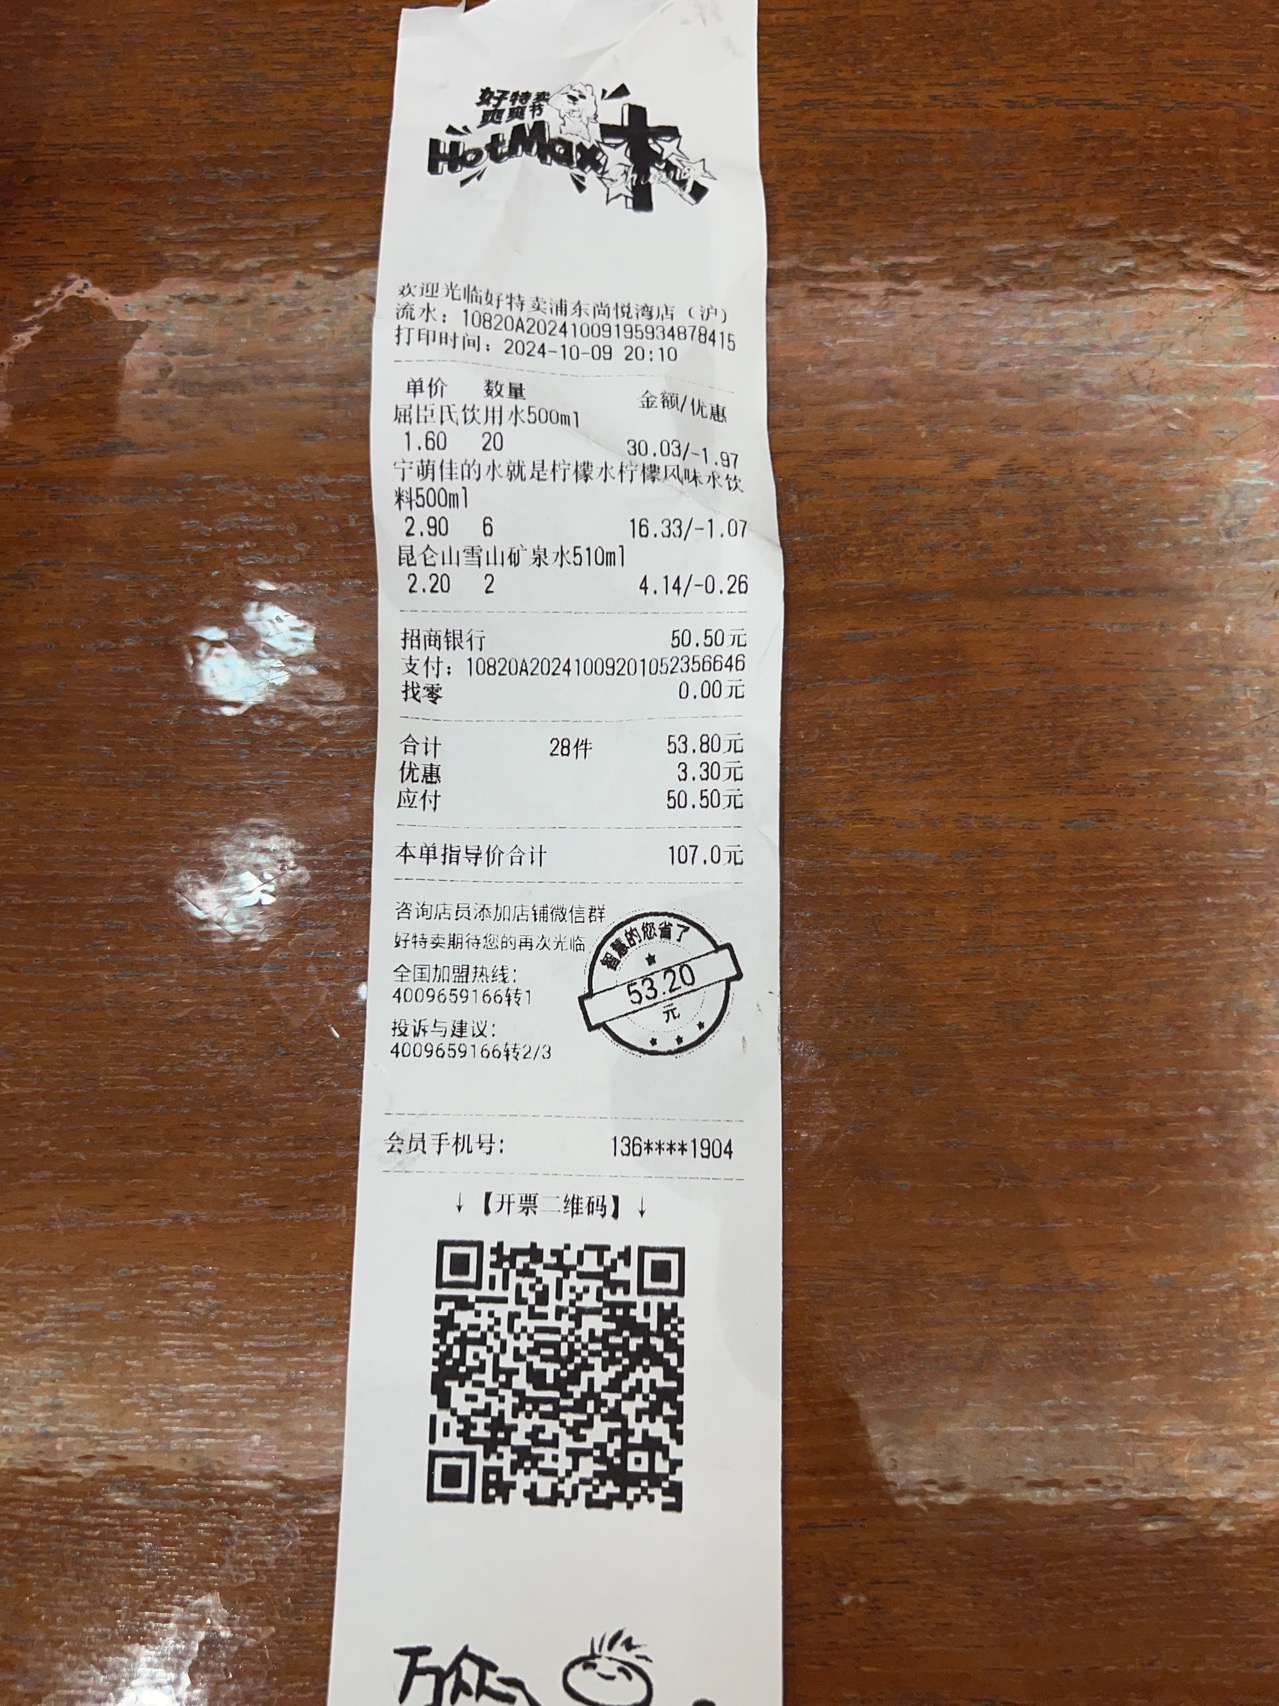 好特卖
爽爽节
HotMax
欢迎光临好特卖浦东尚悦湾店（沪）
流水：10820A20241009195934878415
打印时间：2024-10-09 20:10
单价 数量 金额/优惠
屈臣氏饮用水500ml
1.60 20 30.03/-1.97
宁萌佳的水就是柠檬水柠檬风味水饮
料500ml
2.90 6 16.33/-1.07
昆仑山雪山矿泉水510ml
2.20 2 4.14/-0.26
招商银行 50.50元
支付：10820A20241009201052356646
找零 0.00元
合计 28件 53.80元
优惠 3.30元
应付 50.50元
本单指导价合计 107.0元
咨询店员添加店铺微信群
好特卖期待您的再次光临
全国加盟热线：
4009659166转1
投诉与建议：
4009659166转2/3
智慧的您省了
53.20
元
会员手机号： 136****1904
↓【开票二维码】↓